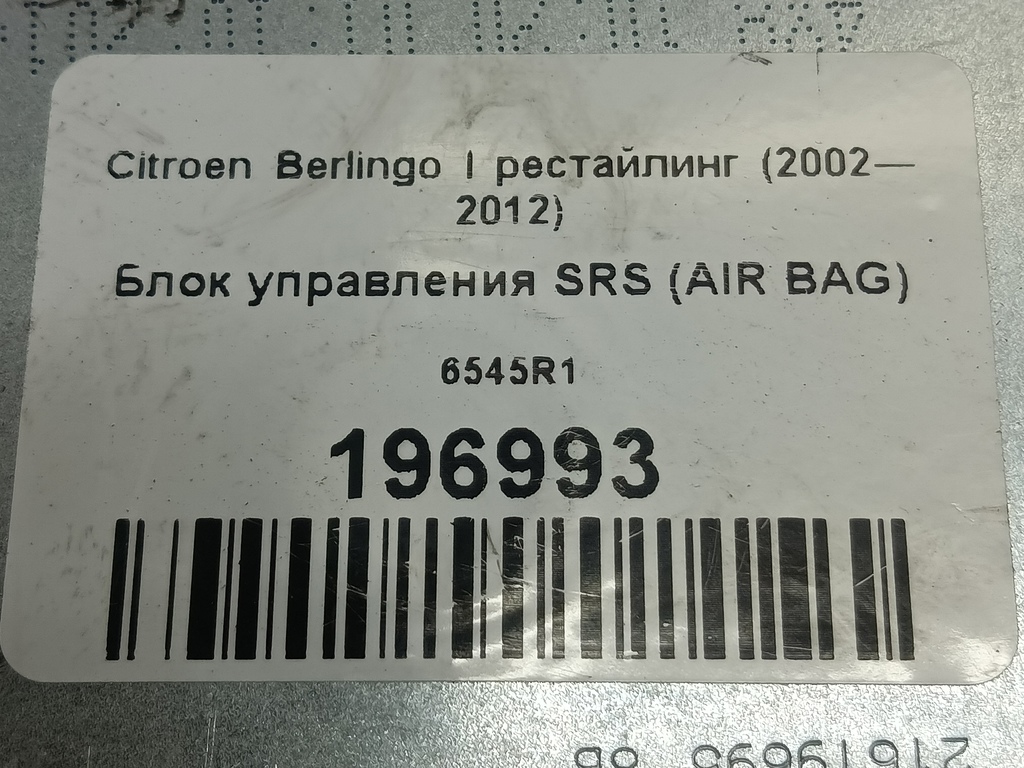 Citroen Berlingo I рестайлинг (2002—
2012)
Блок управления SRS (AIR BAG)
6545R1
196993